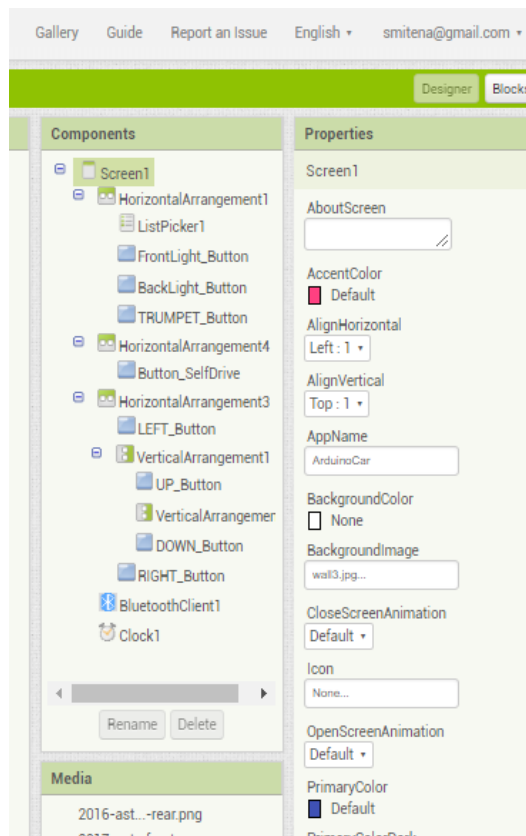 Gallery Guide Report an Issue English smitena@gmail.com
Designer Blocks
Components
Screen1
HorizontalArrangement1
ListPicker1
FrontLight_Button
BackLight_Button
TRUMPET_Button
HorizontalArrangement4
Button_SelfDrive
HorizontalArrangement3
LEFT_Button
VerticalArrangement1
UP_Button
VerticalArrangemer
DOWN_Button
RIGHT_Button
BluetoothClient1
Clock1
Rename Delete
Media
2016-ast...-rear.png
Properties
Screen1
AboutScreen
AccentColor
Default
AlignHorizontal
Left : 1
AlignVertical
Top : 1
AppName
ArduinoCar
BackgroundColor
None
BackgroundImage
wall3.jpg...
CloseScreenAnimation
Default
Icon
None...
OpenScreenAnimation
Default
PrimaryColor
Default
PrimaryColorDark